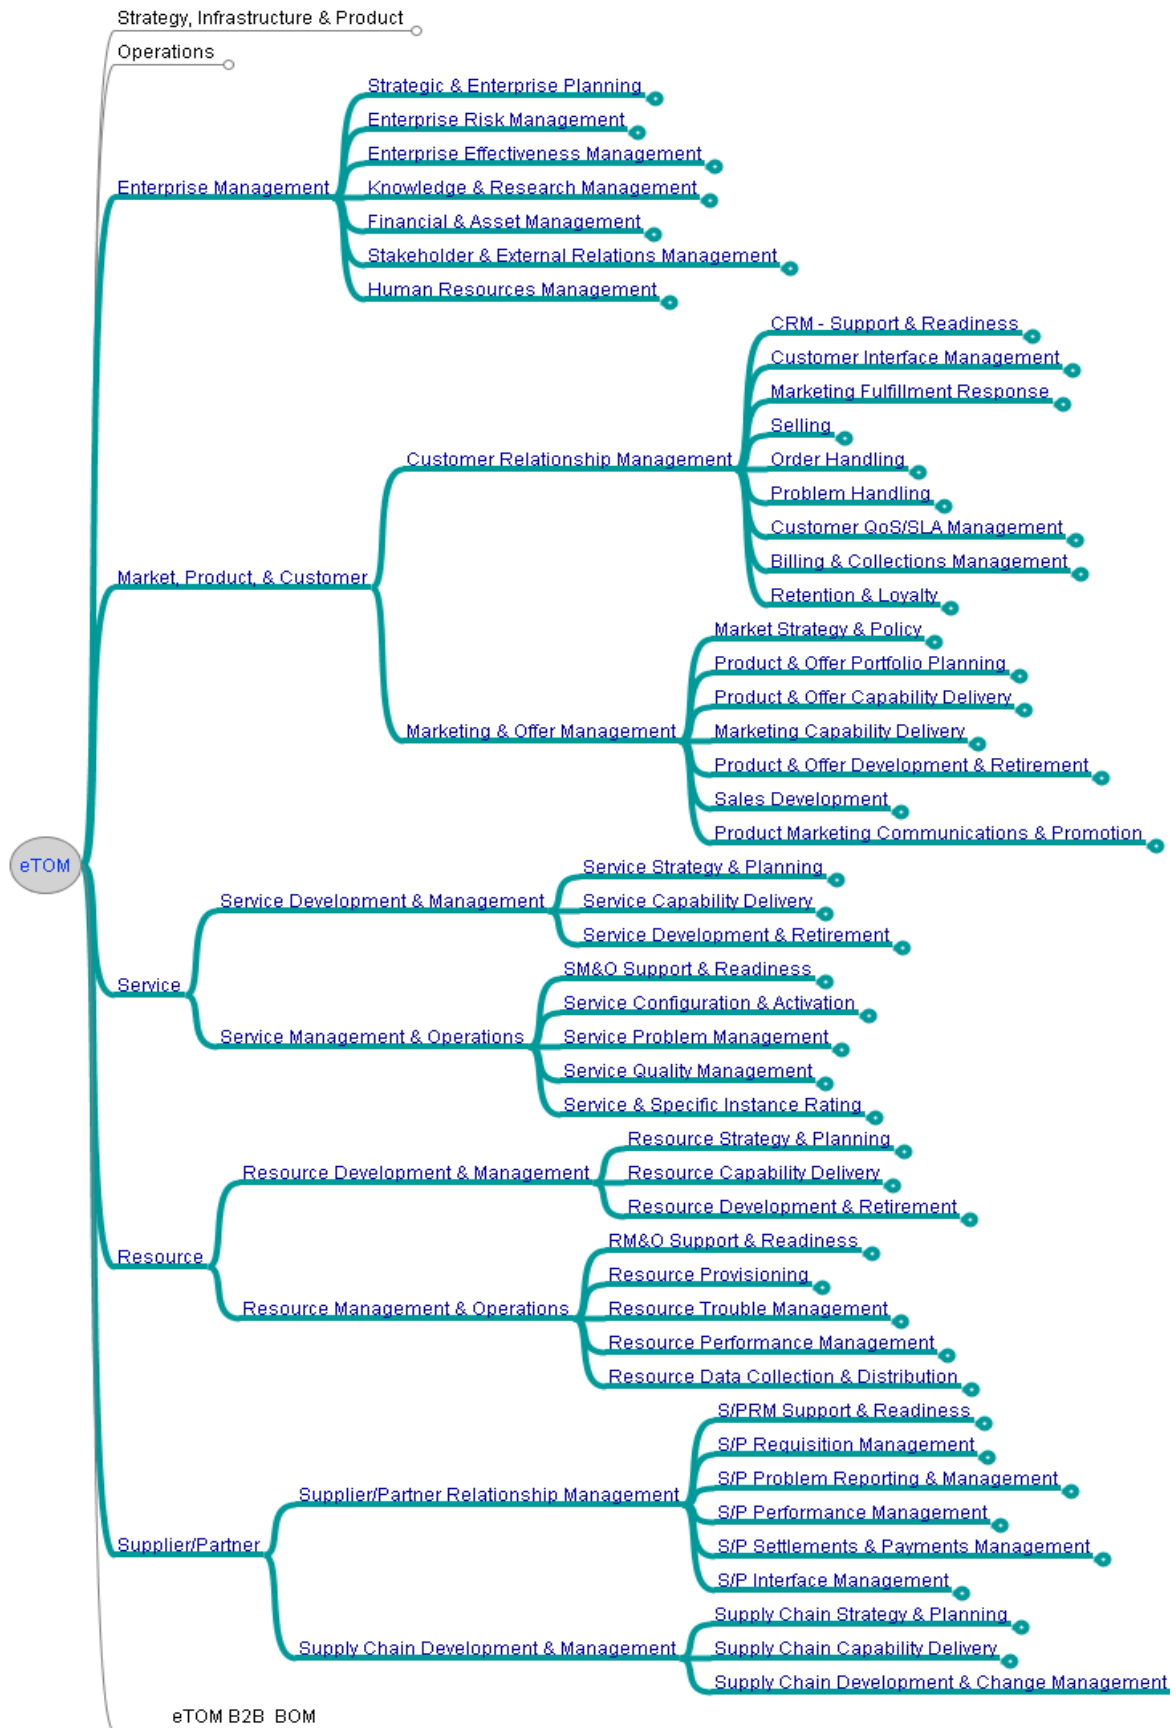 Strategy, Infrastructure & Product
Operations
Strategic & Enterprise Planning
Enterprise Risk Management
Enterprise Effectiveness Management
Enterprise Management
Knowledge & Research Management
Financial & Asset Management
Stakeholder & External Relations Management
Human Resources Management
CRM - Support & Readiness
Customer Interface Management
Marketing Fulfillment Response
Selling
Customer Relationship Management
Order Handling
Problem Handling
Customer QoS/SLA Management
Billing & Collections Management
Market, Product, & Customer
Retention & Loyalty
Market Strategy & Policy
Product & Offer Portfolio Planning
Product & Offer Capability Delivery
Marketing & Offer Management
Marketing Capability Delivery
Product & Offer Development & Retirement
Sales Development
Product Marketing Communications & Promotion
eTOM
Service Strategy & Planning
Service Development & Management
Service Capability Delivery
Service Development & Retirement
SM&O Support & Readiness
Service
Service Configuration & Activation
Service Management & Operations
Service Problem Management
Service Quality Management
Service & Specific Instance Rating
Resource Strategy & Planning
Resource Development & Management
Resource Capability Delivery
Resource Development & Retirement
RM&O Support & Readiness
Resource
Resource Provisioning
Resource Management & Operations
Resource Trouble Management
Resource Performance Management
Resource Data Collection & Distribution
S/PRM Support & Readiness
S/P Requisition Management
S/P Problem Reporting & Management
Supplier/Partner Relationship Management
S/P Performance Management
Supplier/Partner
S/P Settlements & Payments Management
S/P Interface Management
Supply Chain Strategy & Planning
Supply Chain Development & Management
Supply Chain Capability Delivery
Supply Chain Development & Change Management
eTOM B2B BOM